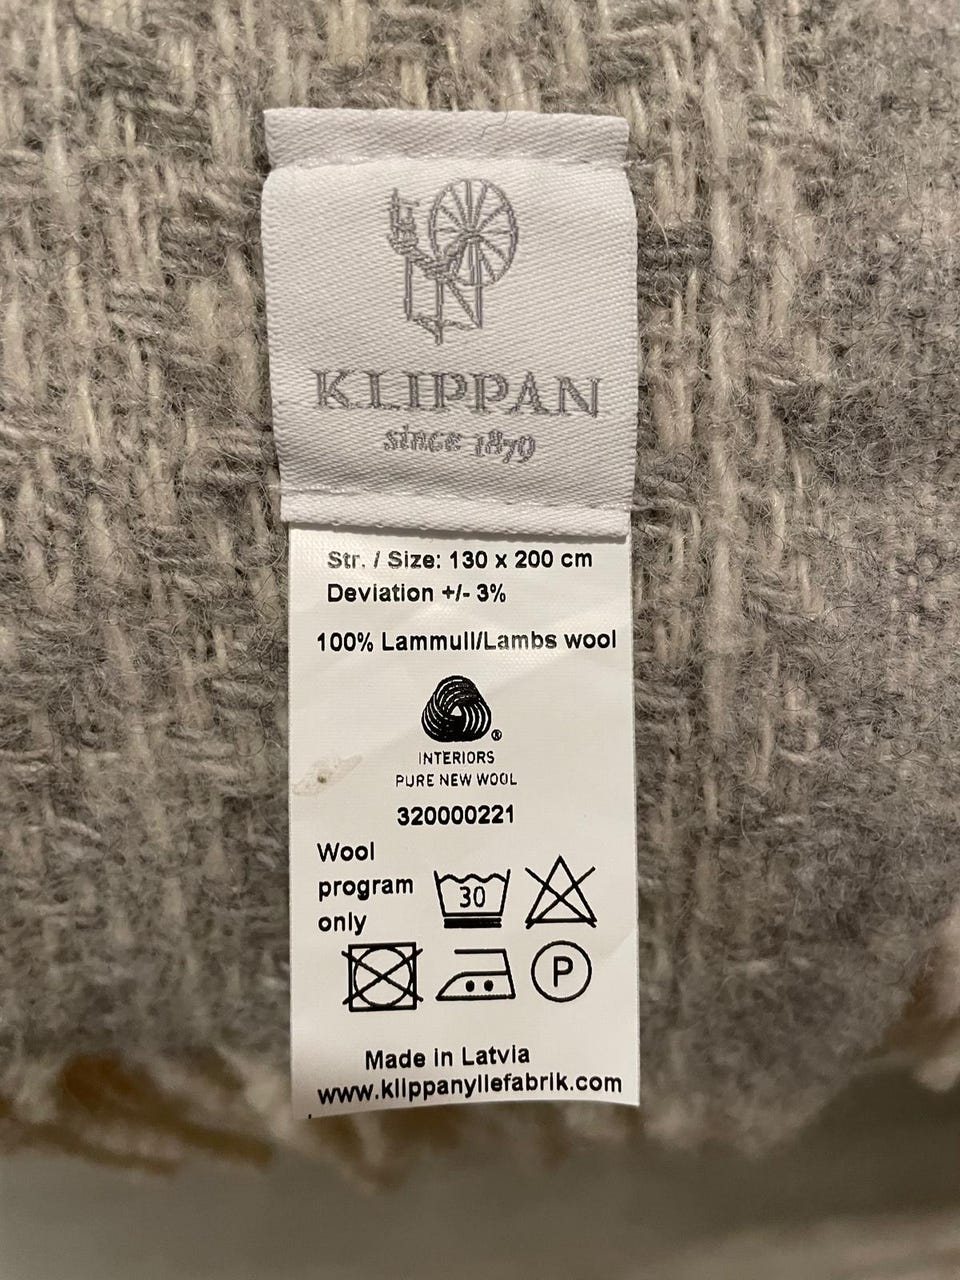 KLIPPAN
since 1879
Str. / Size: 130 x 200 cm
Deviation +/- 3%
100% Lammull/Lambs wool
®
INTERIORS
PURE NEW WOOL
320000221
Wool
program
only
30
P
Made in Latvia
www.klippanyllefabrik.com